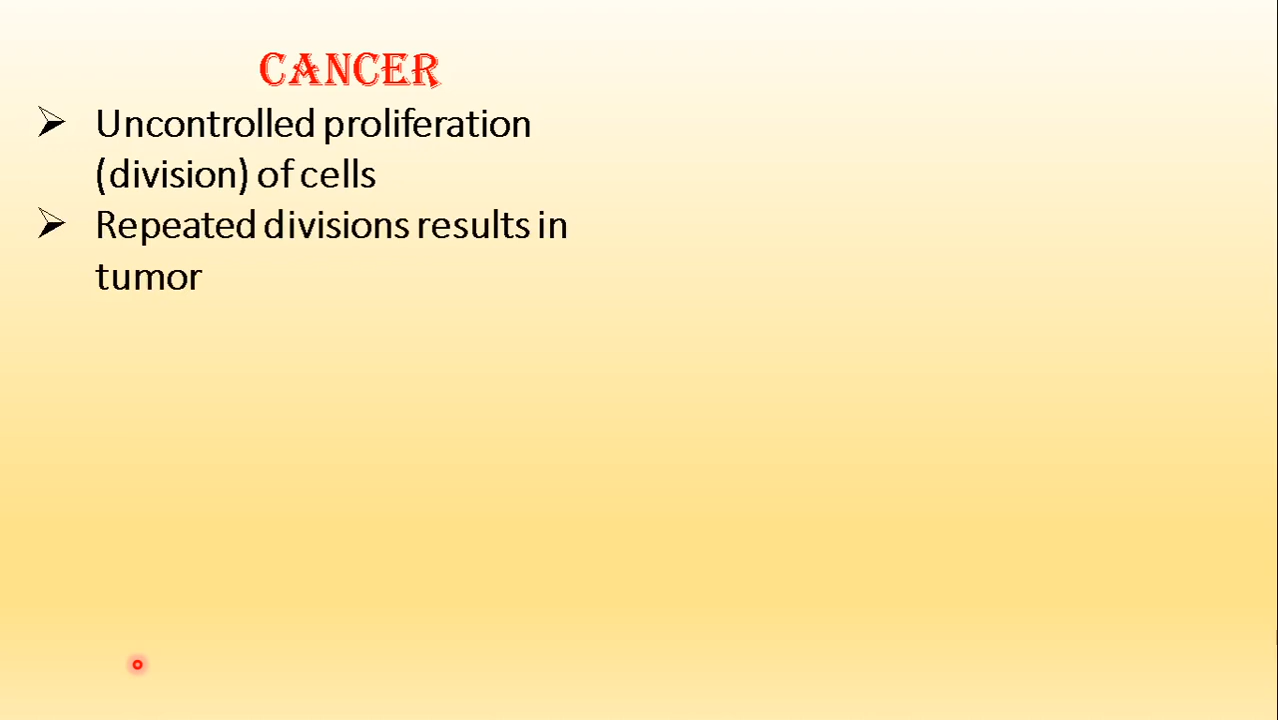 CANCER
Uncontrolled proliferation
(division) of cells
Repeated divisions results in
tumor